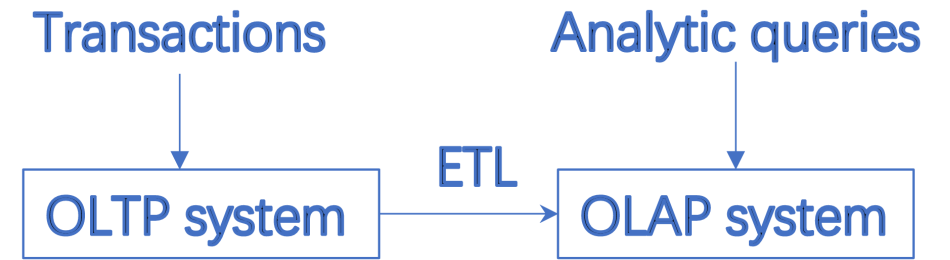 Transactions
Analytic queries
ETL
OLTP system
OLAP system